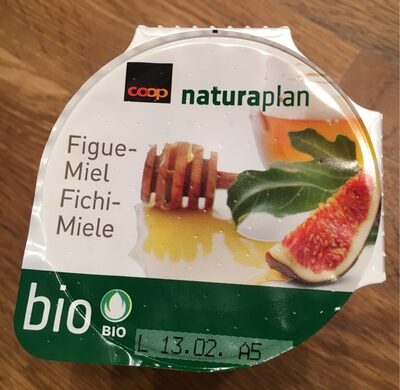 coop naturaplan
Figue-
Miel
Fichi-
Miele
bio
BIO
L 13.02. A5